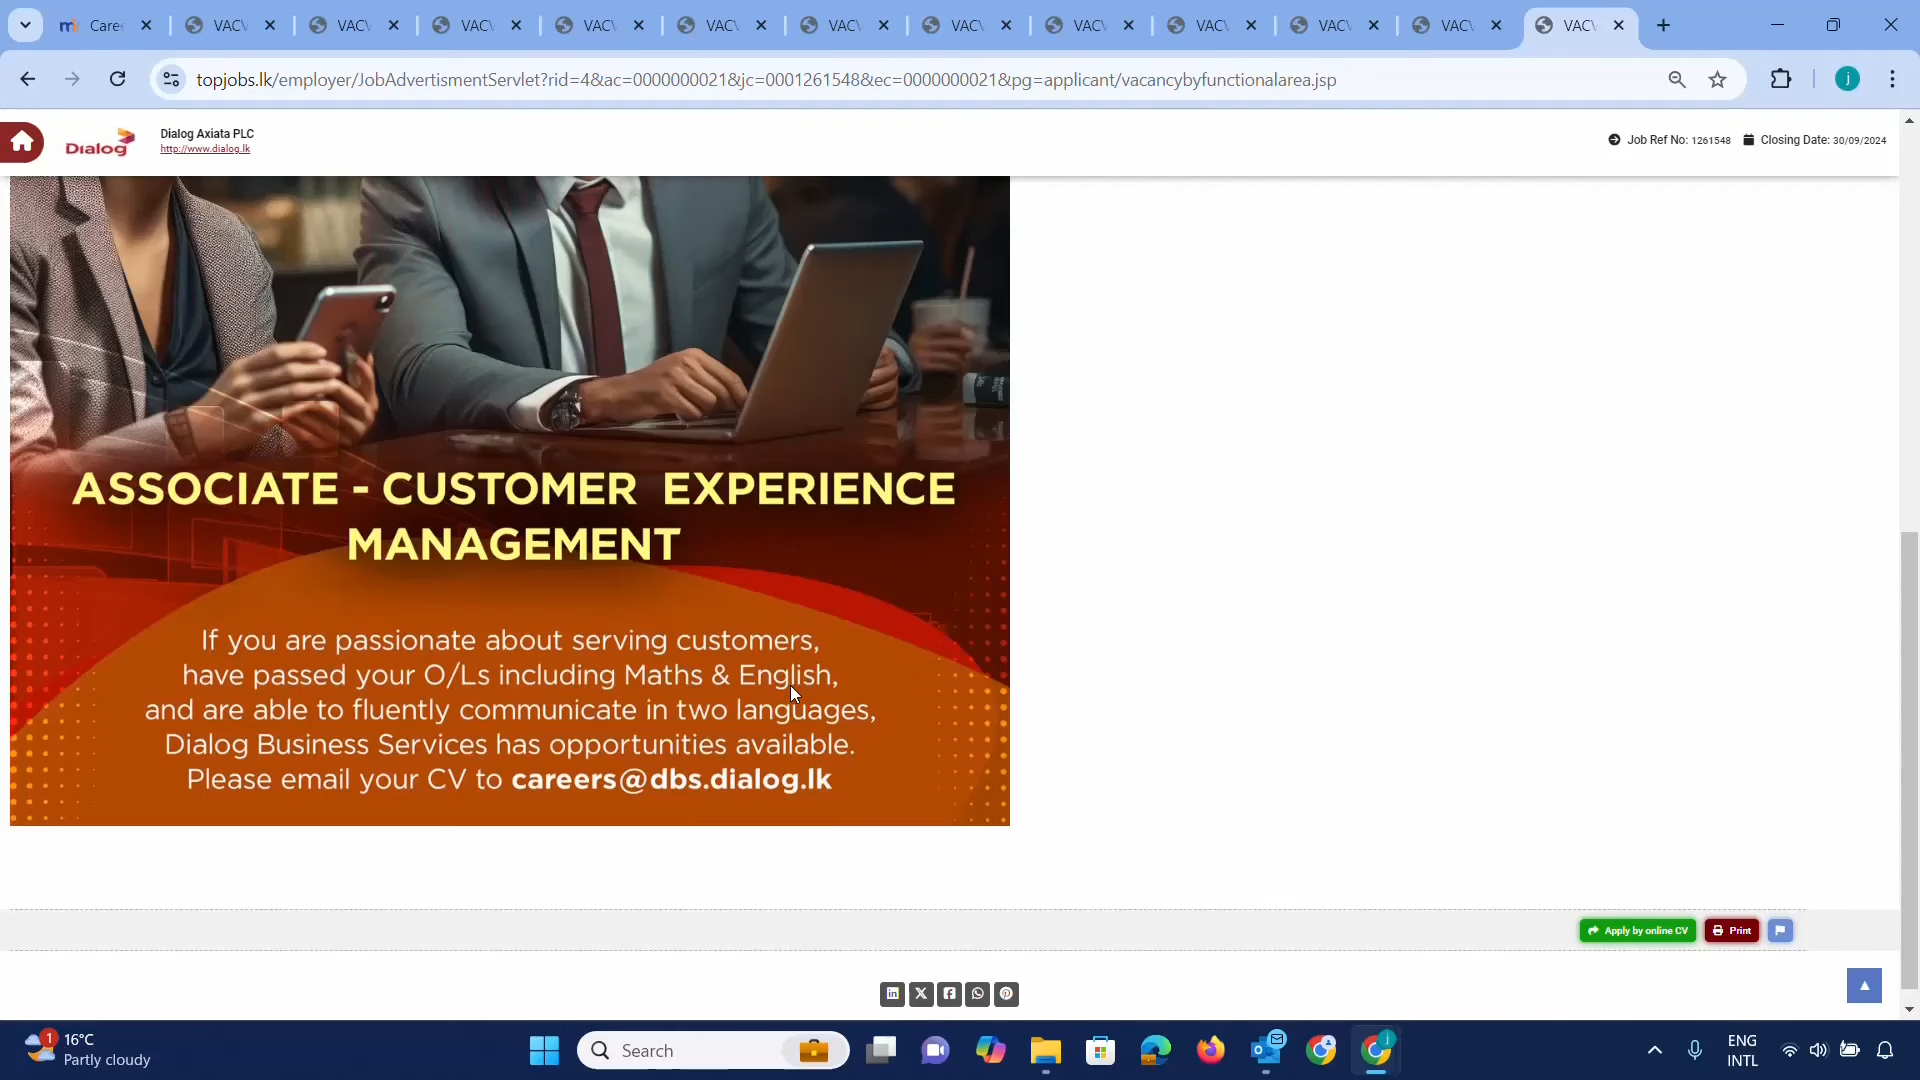 Care
VAC
VAC
VAC
VAC
VAC
VAC
VAC
VAC
VAC
VAC
VAC
VAC
topjobs.lk/employer/JobAdvertismentServlet?rid=4&ac=0000000021&jc=0001261548&ec=0000000021&pg=applicant/vacancybyfunctionalarea.jsp
j
Dialog
Dialog Axiata PLC
http://www.dialog.lk
Job Ref No: 1261548
Closing Date: 30/09/2024
ASSOCIATE - CUSTOMER EXPERIENCE
MANAGEMENT
If you are passionate about serving customers,
have passed your O/Ls including Maths & English,
and are able to fluently communicate in two languages,
Dialog Business Services has opportunities available.
Please email your CV to careers@dbs.dialog.lk
Apply by online CV
Print
1
16°C
Partly cloudy
Search
j
ENG
INTL